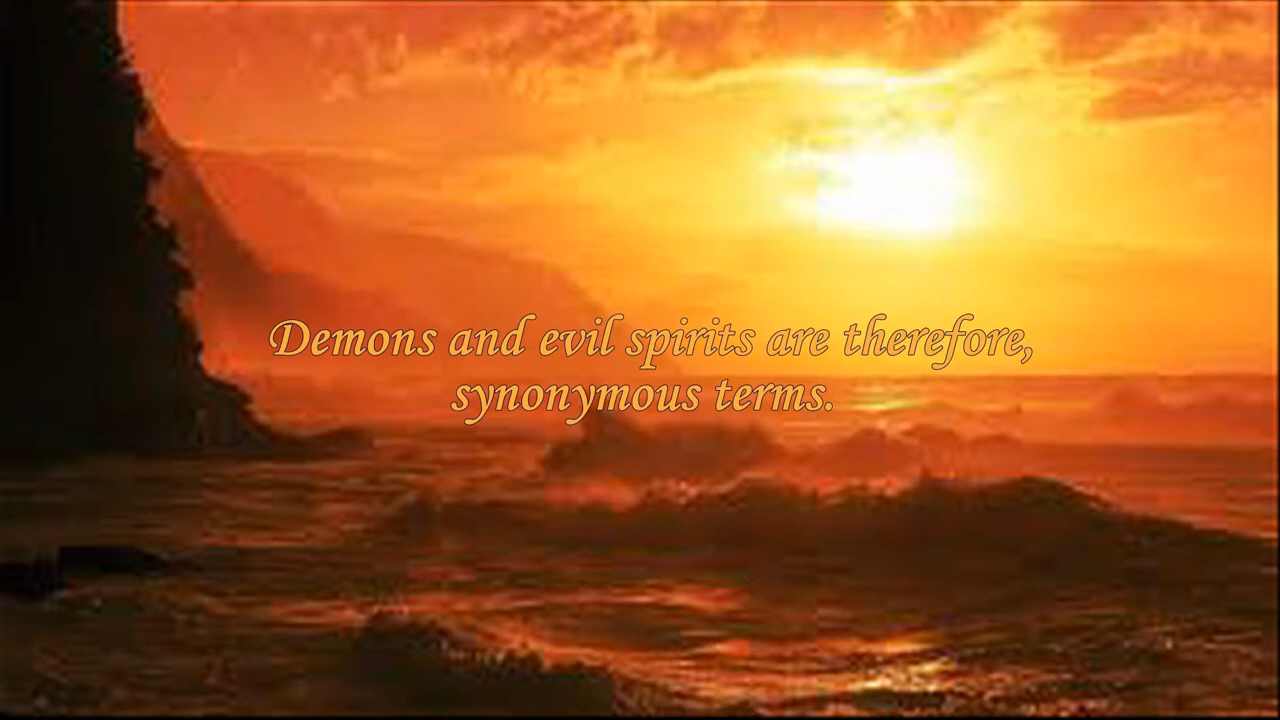 Demons and evil spirits are therefore,
synonymous terms.